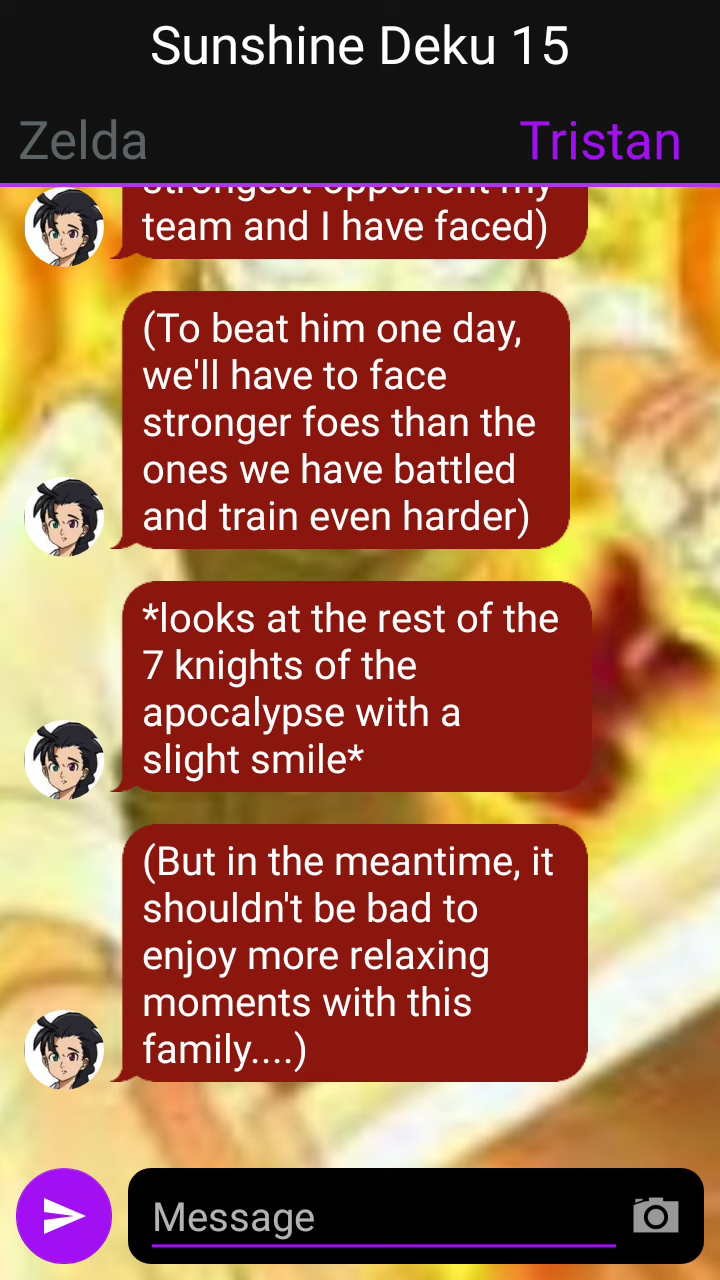 Sunshine Deku 15
Zelda
Tristan
strongest opponent my
team and I have faced)
(To beat him one day,
we'll have to face
stronger foes than the
ones we have battled
and train even harder)
*looks at the rest of the
7 knights of the
apocalypse with a
slight smile*
(But in the meantime, it
shouldn't be bad to
enjoy more relaxing
moments with this
family....)
Message